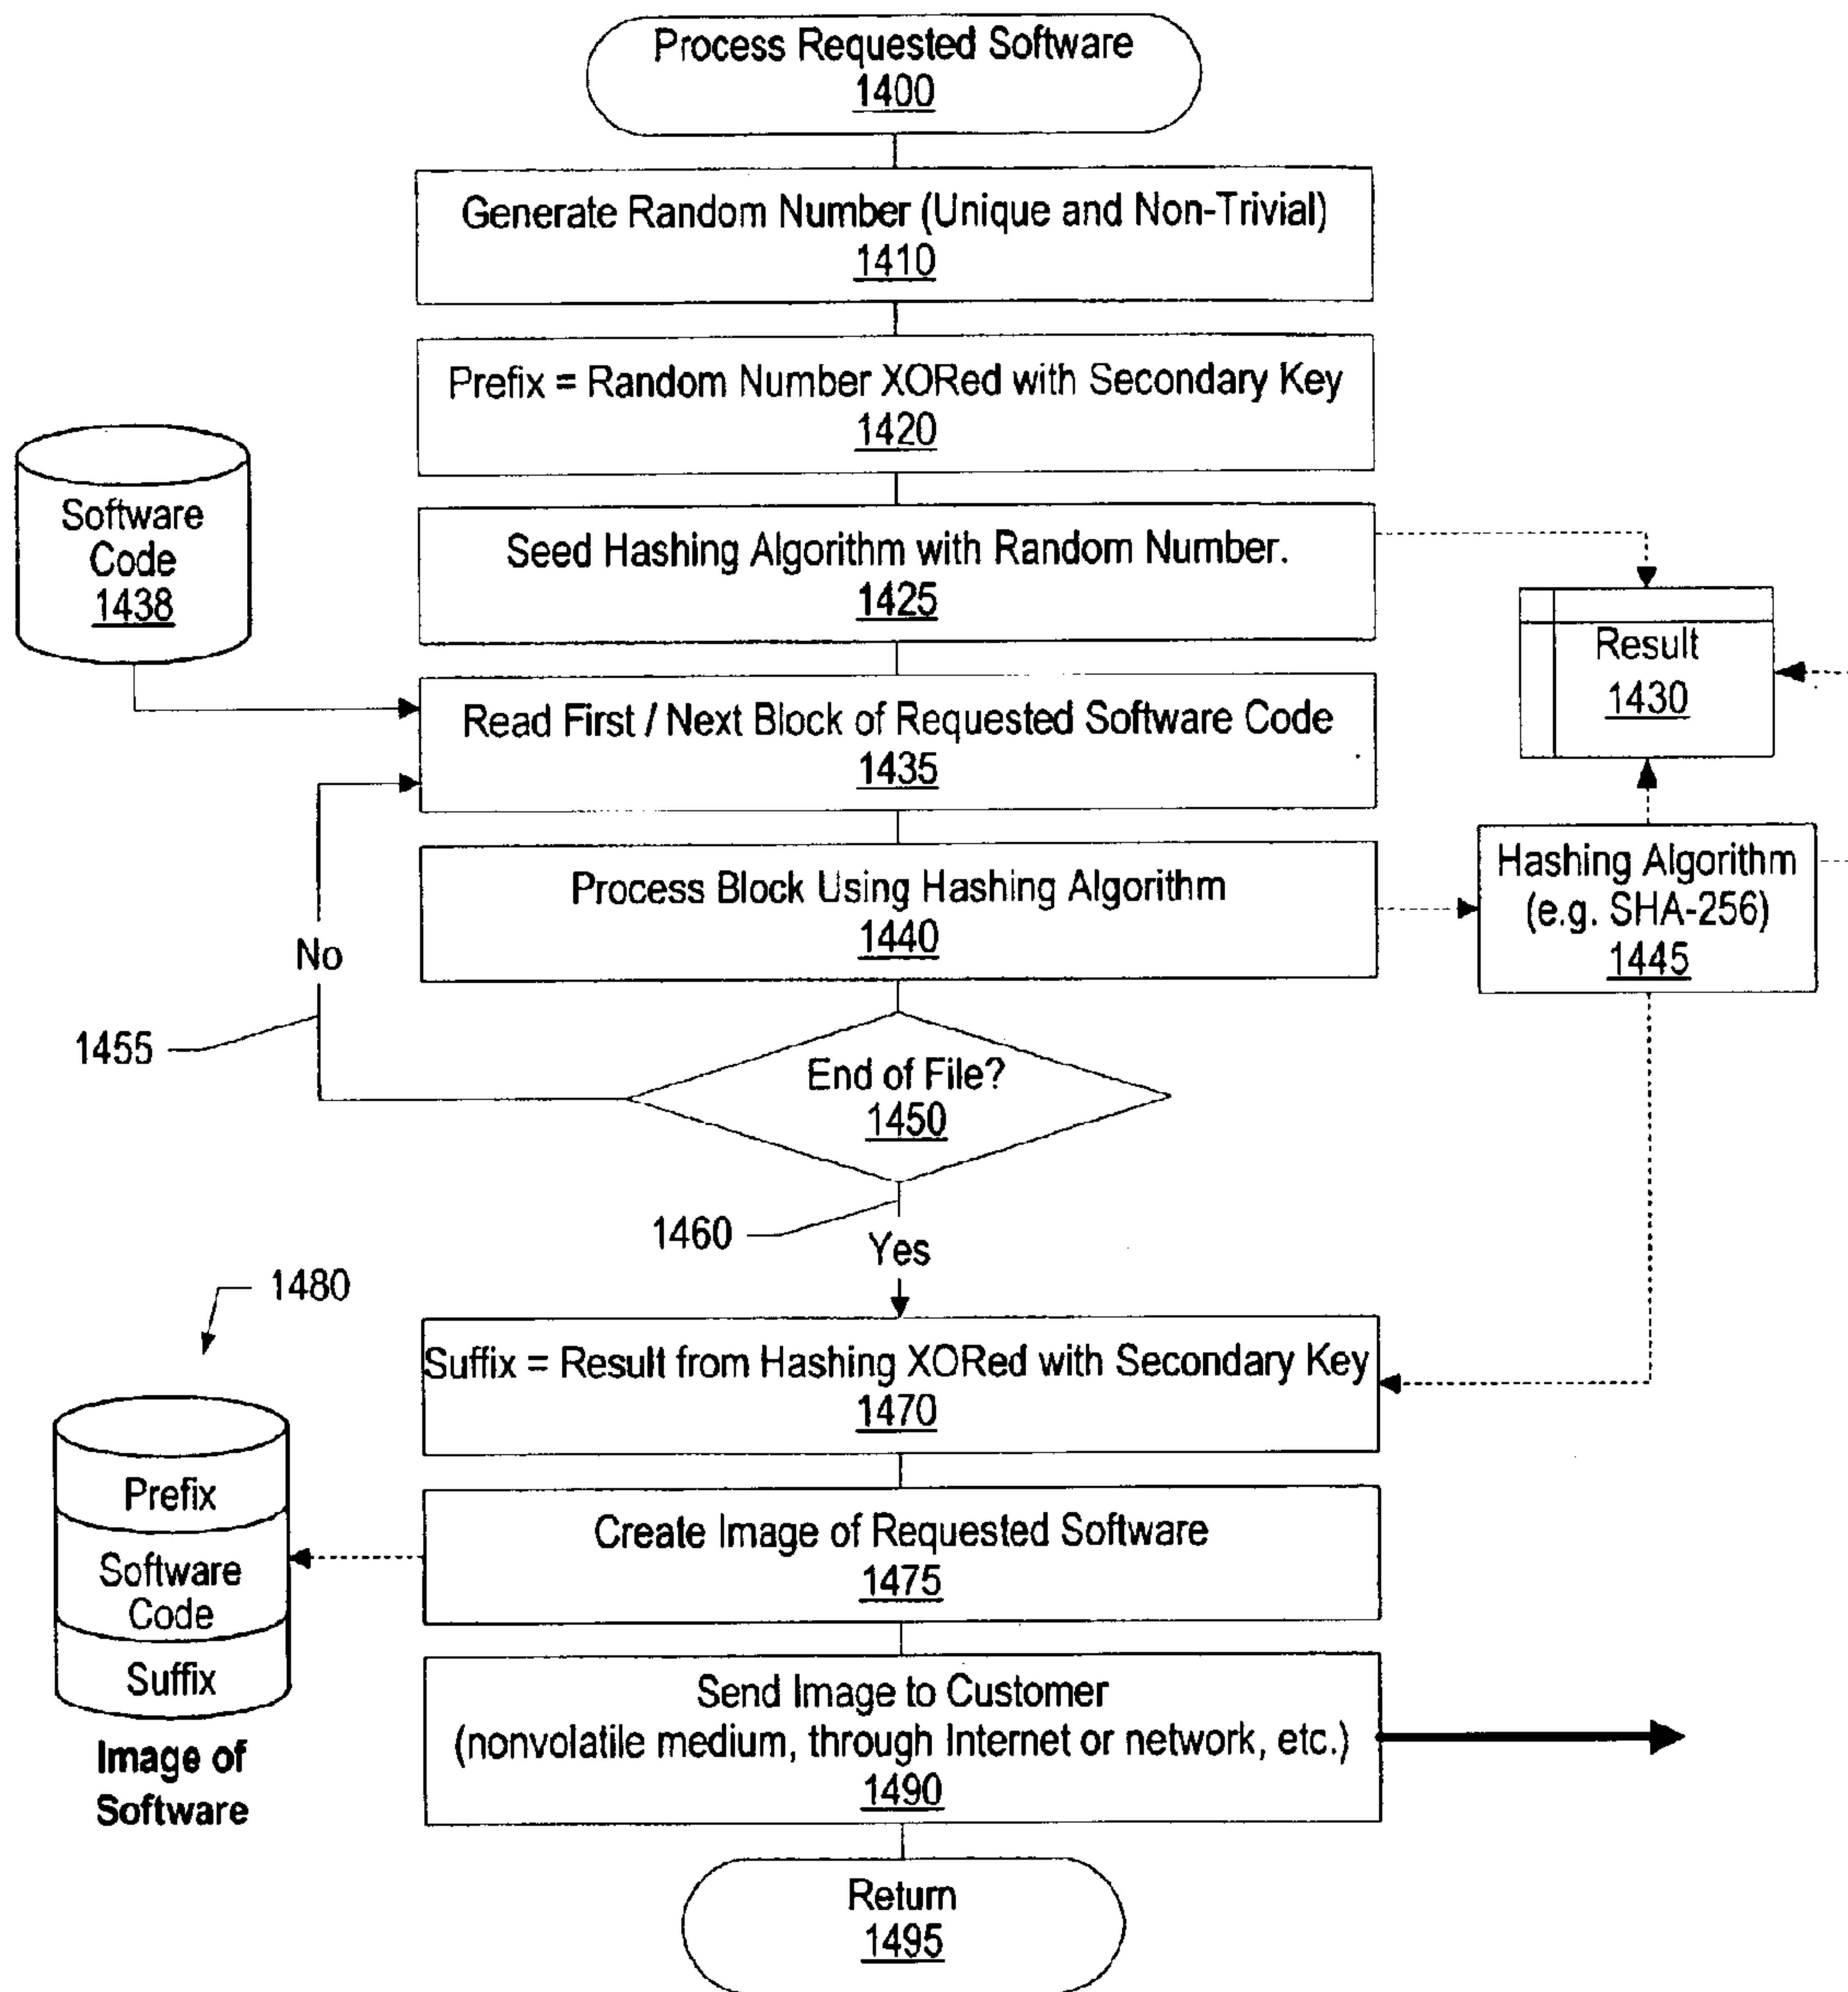 Process Requested Software
1400
Generate Random Number (Unique and Non-Trivial)
1410
Prefix = Random Number XORed with Secondary Key
1420
Software
Code
1438
Seed Hashing Algorithm with Random Number.
1425
Result
1430
Read First / Next Block of Requested Software Code
1435
Process Block Using Hashing Algorithm
1440
Hashing Algorithm
(e.g. SHA-256)
1445
No
1455
End of File?
1450
1460
Yes
1480
Suffix = Result from Hashing XORed with Secondary Key
1470
Prefix
Software
Code
Suffix
Image of
Software
Create Image of Requested Software
1475
Send Image to Customer
(nonvolatile medium, through Internet or network, etc.)
1490
Return
1495